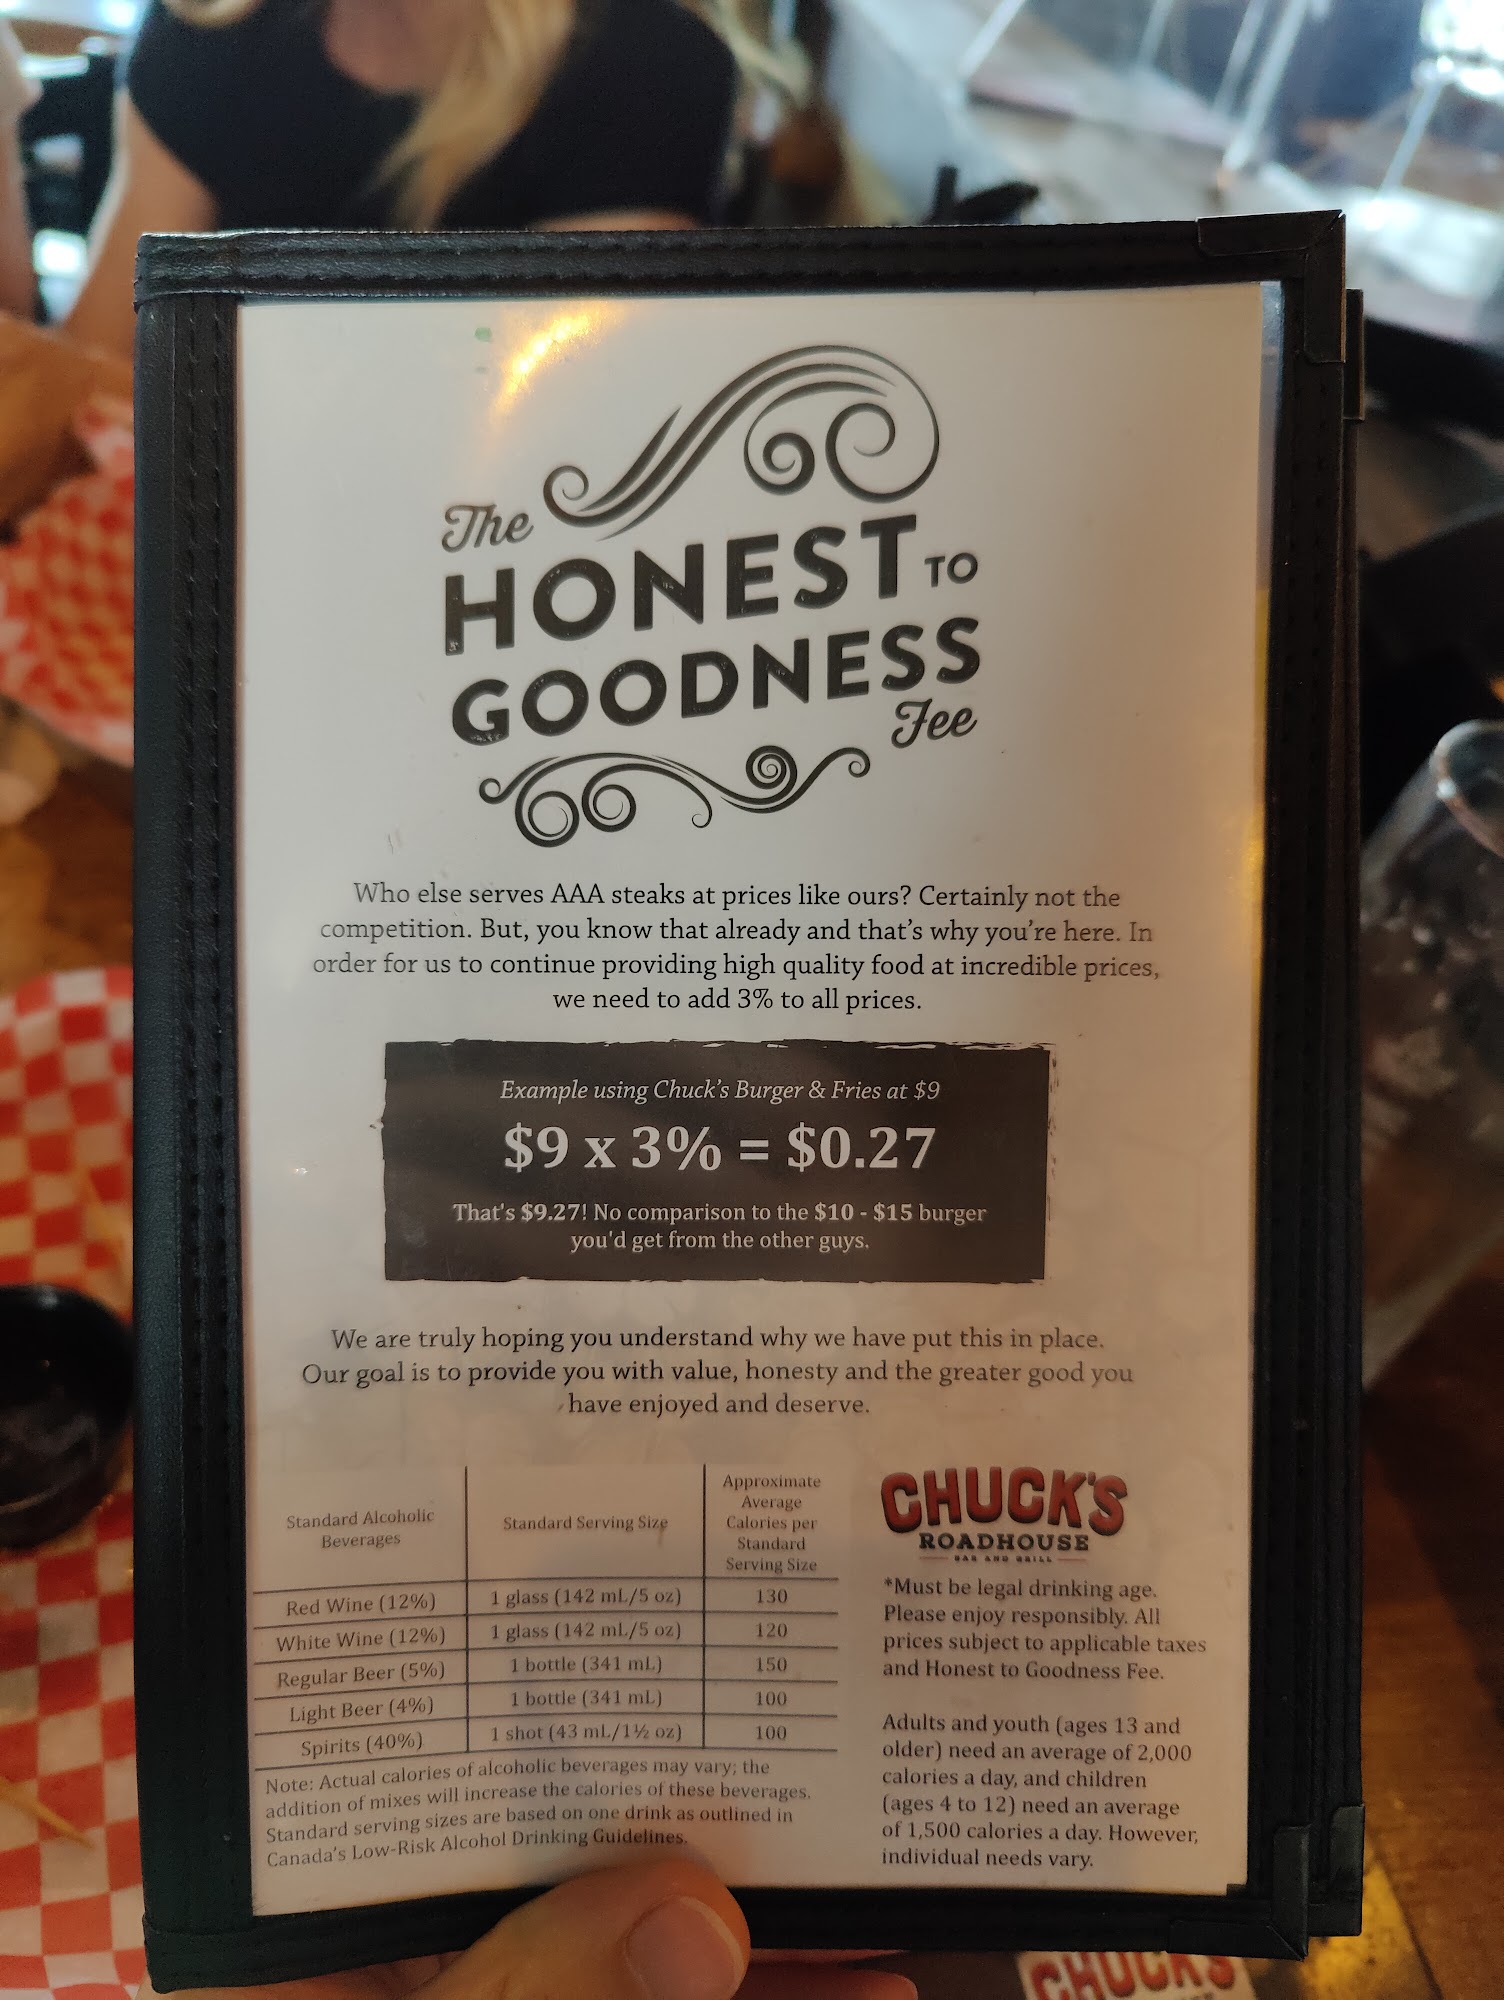 The
HONEST TO
GOODNESS
Fee
Who else serves AAA steaks at prices like ours? Certainly not the
competition. But, you know that already and that's why you're here. In
order for us to continue providing high quality food at incredible prices,
we need to add 3% to all prices.
Example using Chuck's Burger & Fries at $9
$9 x 3% = $0.27
That's $9.27! No comparison to the $10 - $15 burger
you'd get from the other guys.
We are truly hoping you understand why we have put this in place.
Our goal is to provide you with value, honesty and the greater good you
have enjoyed and deserve.
Standard Alcoholic
Beverages
Standard Serving Size
Approximate
Average
Calories per
Standard
Serving Size
Red Wine (12%) 1 glass (142 mL/5 oz) 130
White Wine (12%) 1 glass (142 mL/5 oz) 120
Regular Beer (5%) 1 bottle (341 mL) 150
Light Beer (4%) 1 bottle (341 mL) 100
Spirits (40%) 1 shot (43 mL/1½ oz) 100
Note: Actual calories of alcoholic beverages may vary; the
addition of mixes will increase the calories of these beverages.
Standard serving sizes are based on one drink as outlined in
Canada's Low-Risk Alcohol Drinking Guidelines.
CHUCK'S
ROADHOUSE
BAR AND GRILL
*Must be legal drinking age.
Please enjoy responsibly. All
prices subject to applicable taxes
and Honest to Goodness Fee.
Adults and youth (ages 13 and
older) need an average of 2,000
calories a day, and children
(ages 4 to 12) need an average
of 1,500 calories a day. However,
individual needs vary.
CHUCK'S